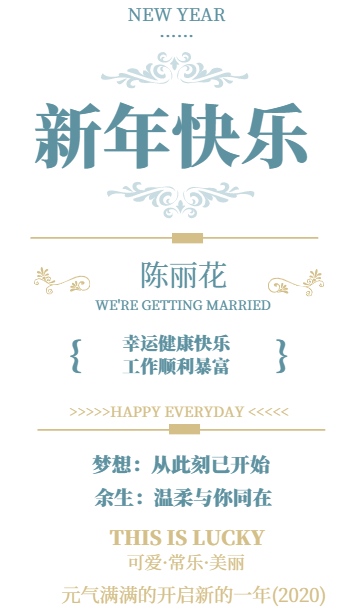 NEW YEAR
新年快乐
陈丽花
WE'RE GETTING MARRIED
幸运健康快乐
工作顺利暴富
>>>>>HAPPY EVERYDAY <<<<<
梦想：从此刻已开始
余生：温柔与你同在
THIS IS LUCKY
可爱·常乐·美丽
元气满满的开启新的一年(2020)